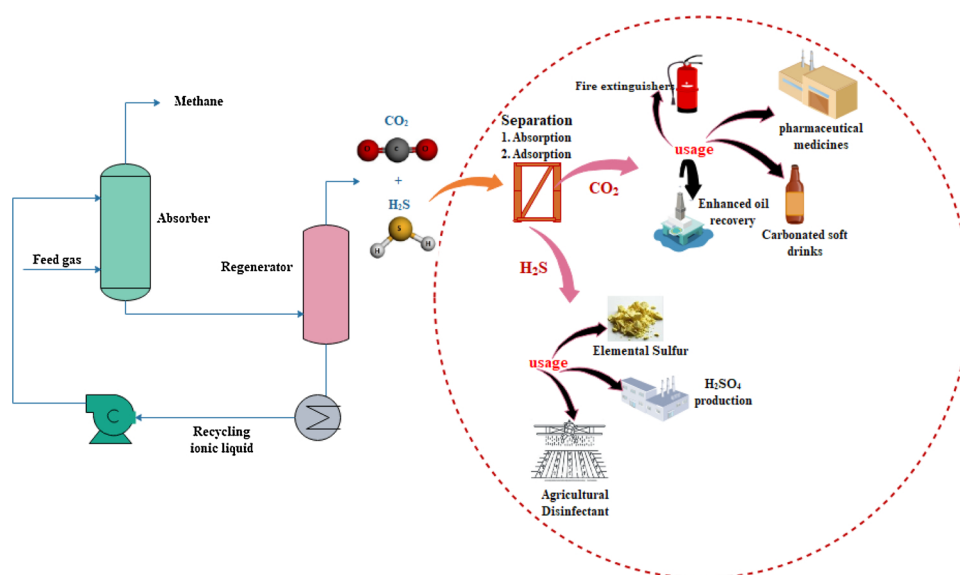 Methane
Absorber
Feed gas
Regenerator
Recycling
ionic liquid
C
CO₂
O C O
+
H₂S
S
H H
Separation
1. Absorption
2. Adsorption
CO₂
H₂S
Fire extinguishers
usage
pharmaceutical
medicines
Enhanced oil
recovery
Carbonated soft
drinks
usage
Elemental Sulfur
H₂SO₄
production
Agricultural
Disinfectant